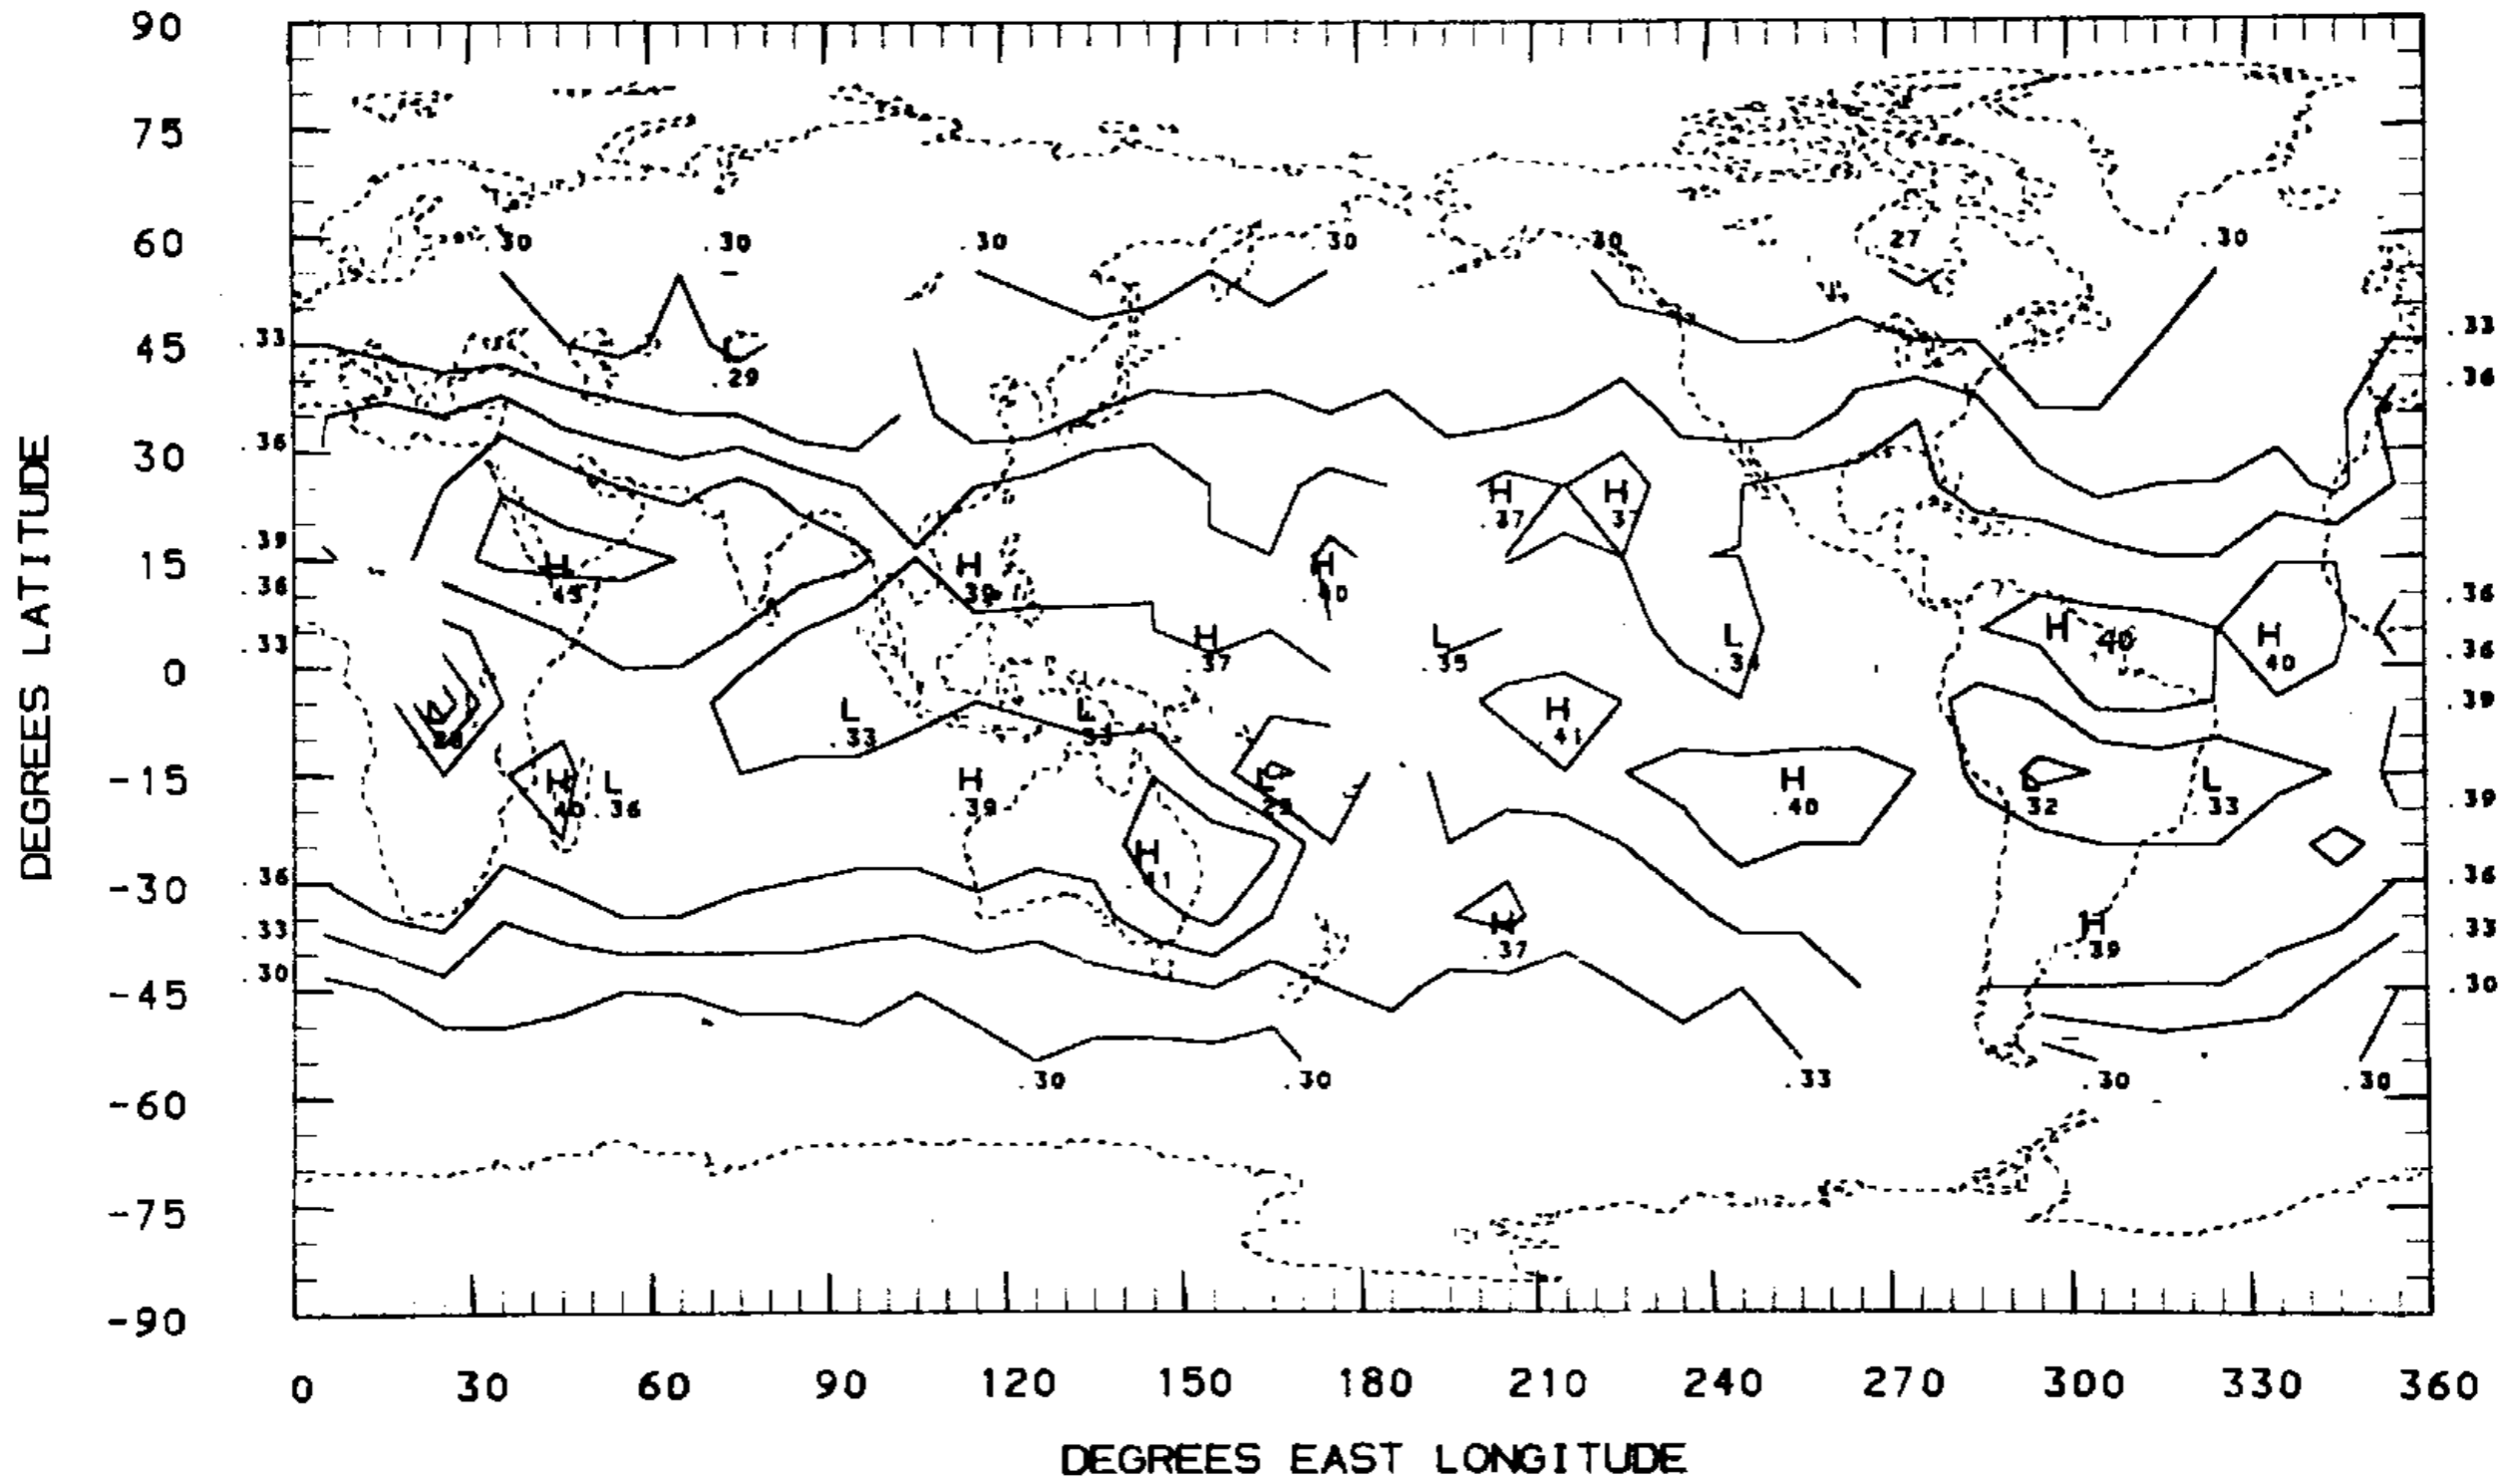 90
75
60
.30 .30 .30 .30 .30 .27 .30
45
.33
.33
L
.29
.36
30
.36
H .37 H .37
.39
15
H .45
H .39
H .40
.36
.36
.33
H .37
L .35
L .34
H .40
H .40
.36
0
.39
L
L .33
L
H .41
-15
H
L .36
H .39
L
H .40
L .32
L .33
.39
H .41
-30
.36
.36
.33
H .37
H .39
.33
.30
.30
-45
.30 .30 .33 .30 .30
-60
-75
-90
0 30 60 90 120 150 180 210 240 270 300 330 360
DEGREES EAST LONGITUDE
DEGREES LATITUDE